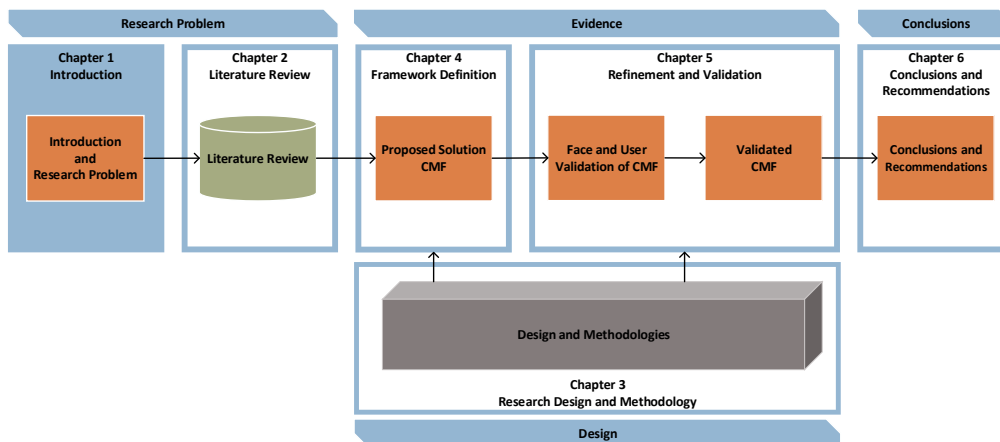 Research Problem
Evidence
Conclusions
Chapter 1
Introduction
Chapter 2
Literature Review
Chapter 4
Framework Definition
Chapter 5
Refinement and Validation
Chapter 6
Conclusions and
Recommendations
Introduction
and
Research Problem
Literature Review
Proposed Solution
CMF
Face and User
Validation of CMF
Validated
CMF
Conclusions and
Recommendations
Design and Methodologies
Chapter 3
Research Design and Methodology
Design